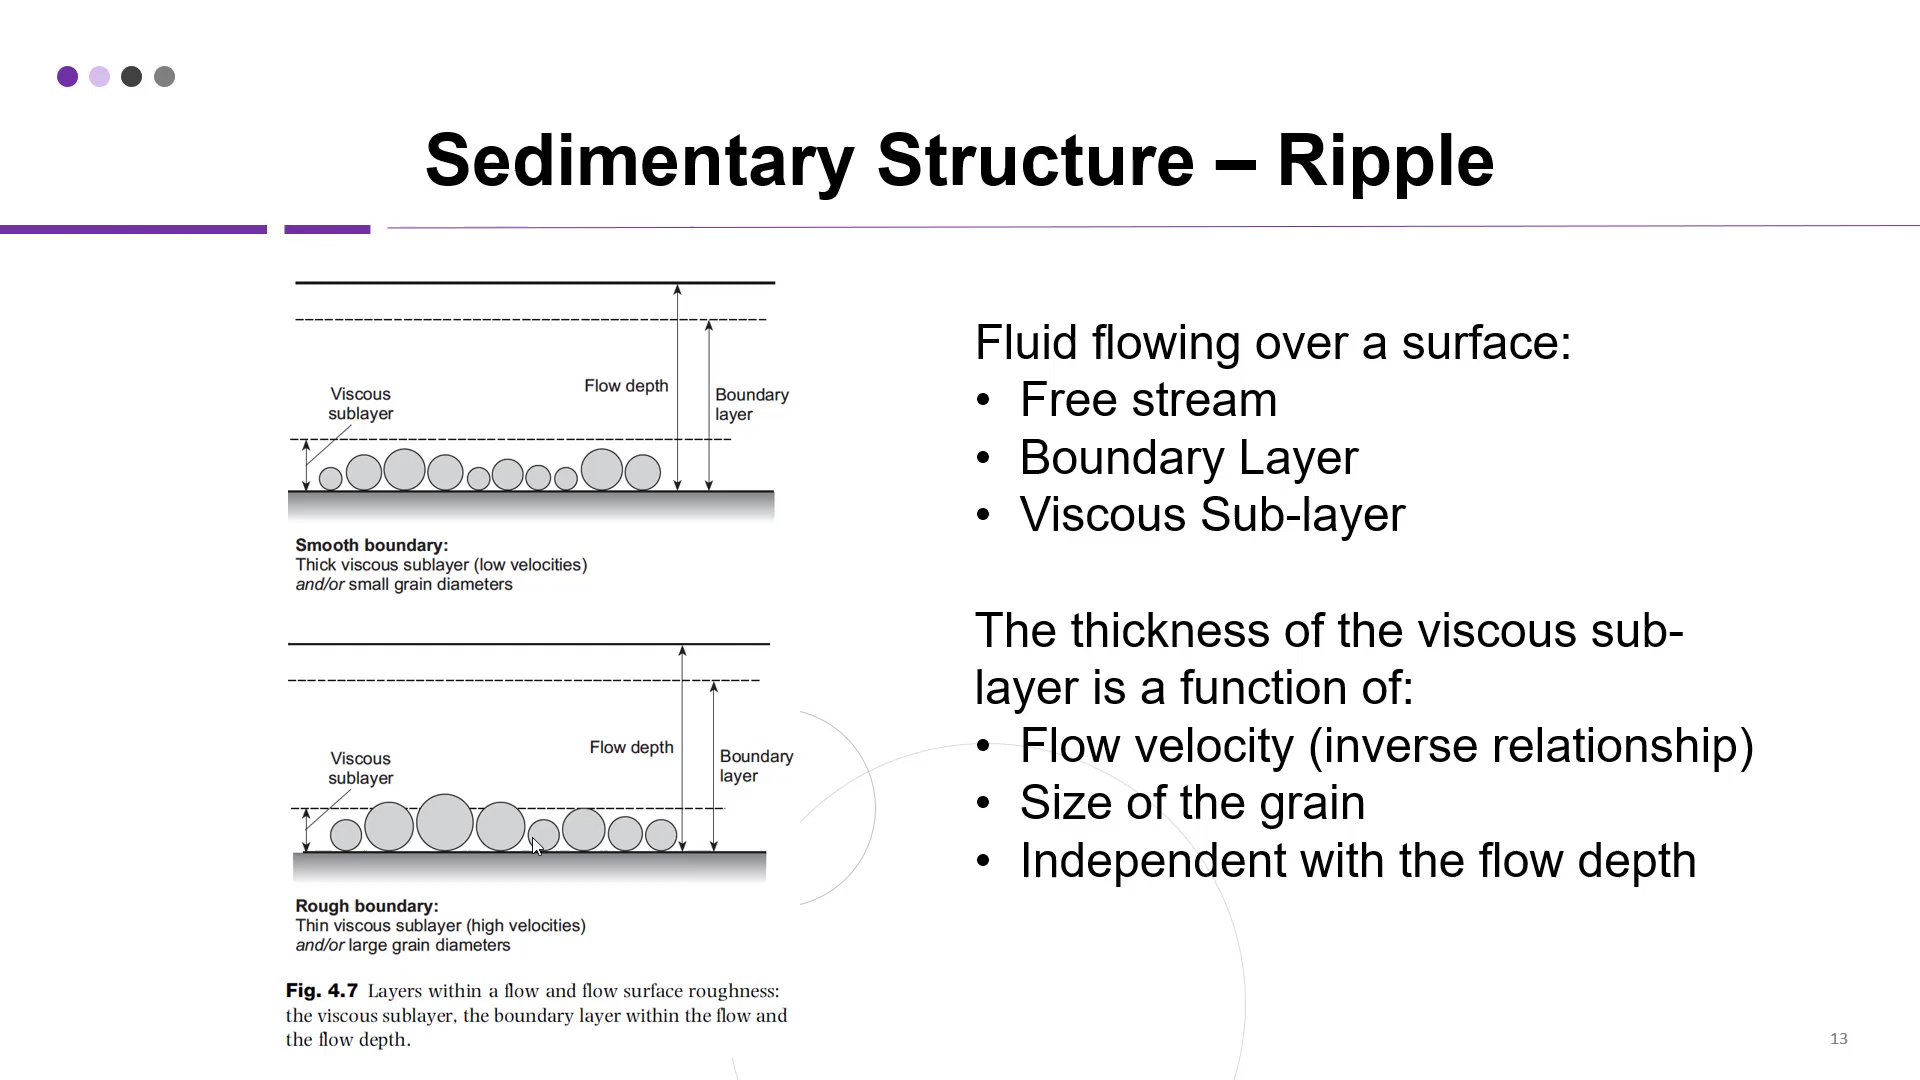 Sedimentary Structure – Ripple
Flow depth
Boundary
layer
Viscous
sublayer
Smooth boundary:
Thick viscous sublayer (low velocities)
and/or small grain diameters
Flow depth
Boundary
layer
Viscous
sublayer
Rough boundary:
Thin viscous sublayer (high velocities)
and/or large grain diameters
Fig. 4.7 Layers within a flow and flow surface roughness:
the viscous sublayer, the boundary layer within the flow and
the flow depth.
Fluid flowing over a surface:
• Free stream
• Boundary Layer
• Viscous Sub-layer
The thickness of the viscous sub-
layer is a function of:
• Flow velocity (inverse relationship)
• Size of the grain
• Independent with the flow depth
13